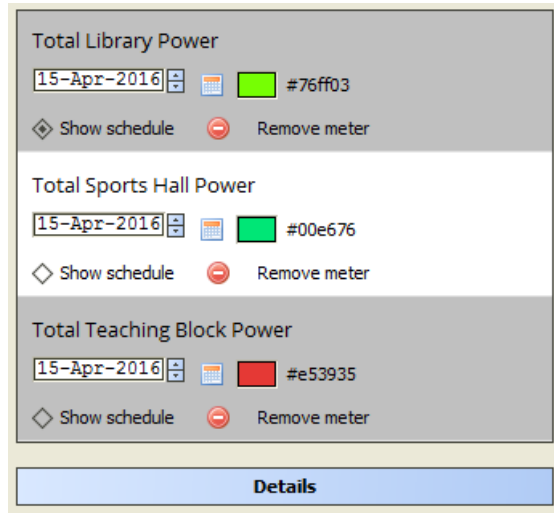 Total Library Power
15-Apr-2016 #76ff03
Show schedule Remove meter
Total Sports Hall Power
15-Apr-2016 #00e676
Show schedule Remove meter
Total Teaching Block Power
15-Apr-2016 #e53935
Show schedule Remove meter
Details